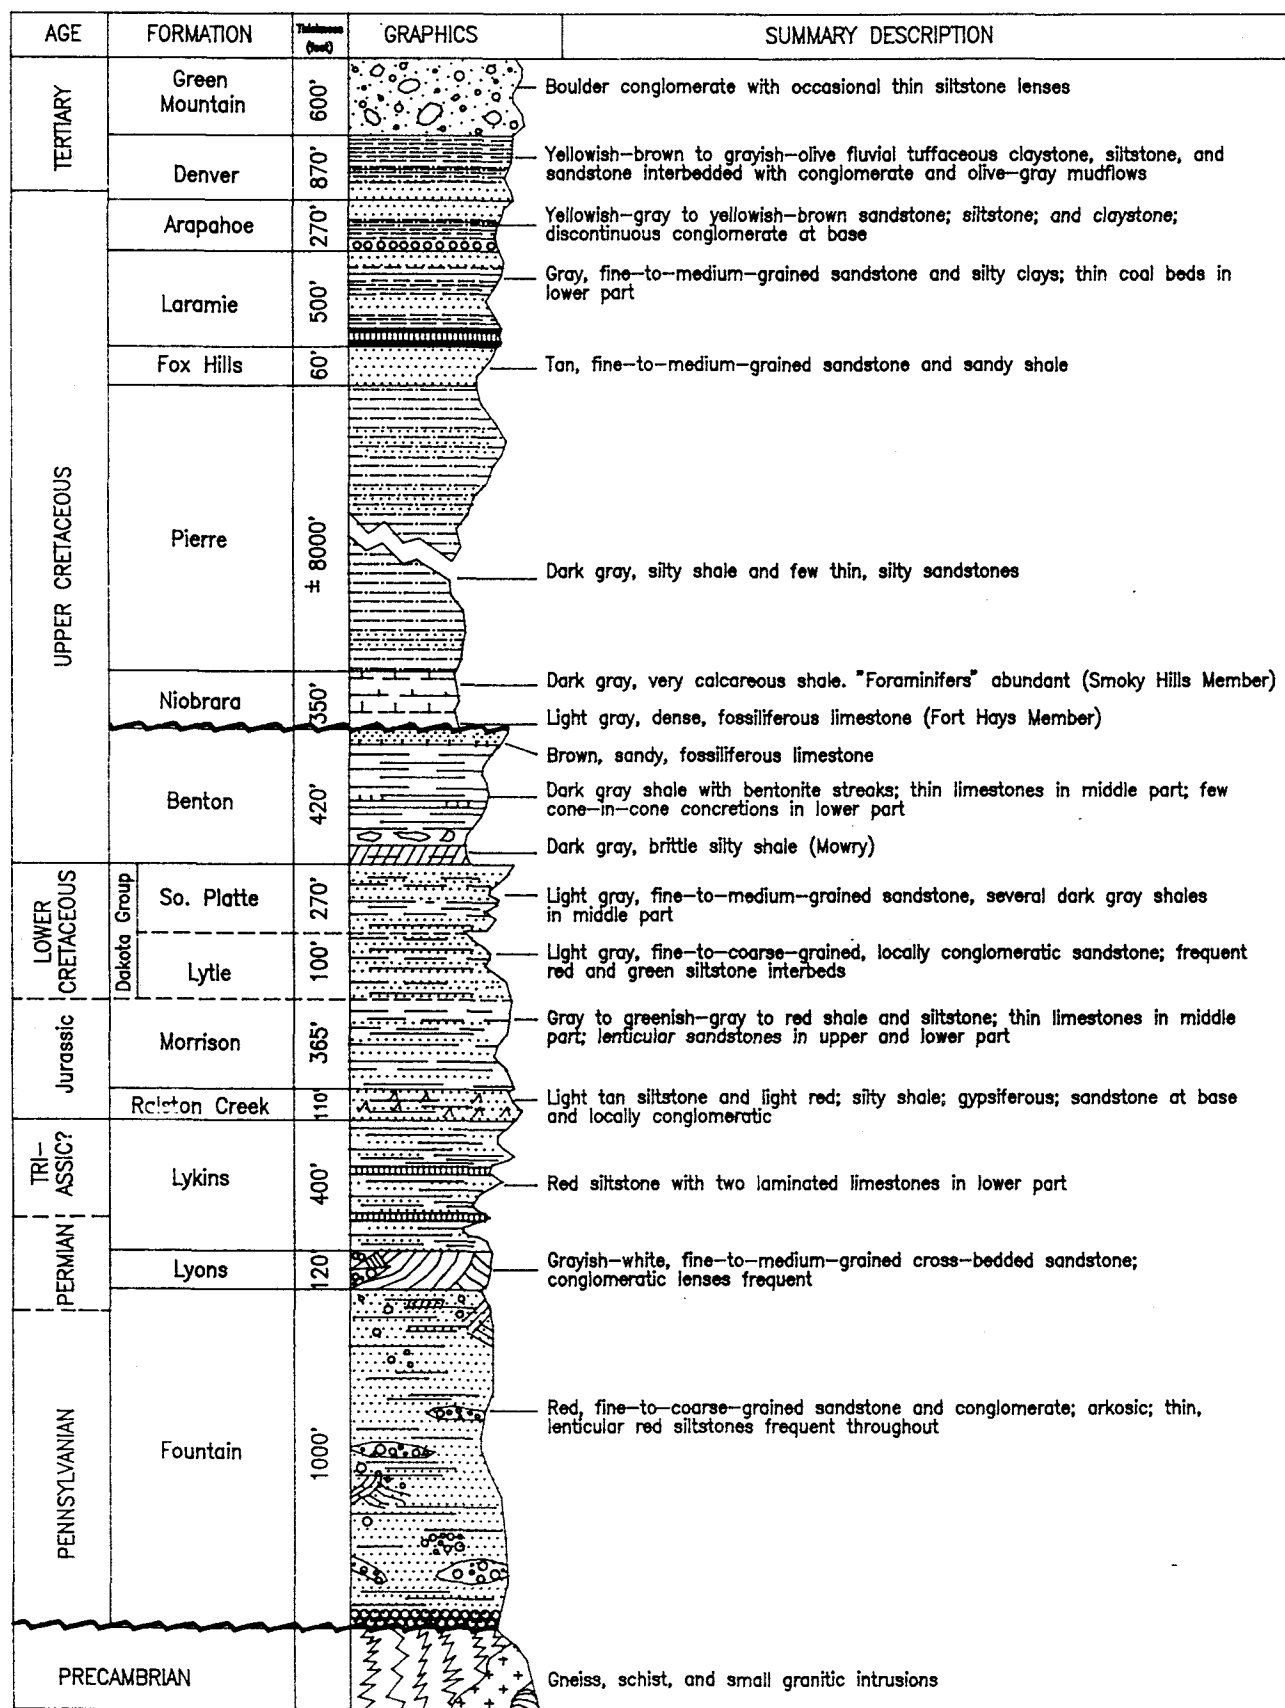 AGE FORMATION Thickness (feet) GRAPHICS SUMMARY DESCRIPTION
TERTIARY
Green
Mountain
600'
Boulder conglomerate with occasional thin siltstone lenses
Denver
870'
Yellowish-brown to grayish-olive fluvial tuffaceous claystone, siltstone, and
sandstone interbedded with conglomerate and olive-gray mudflows
UPPER CRETACEOUS
Arapahoe
270'
Yellowish-gray to yellowish-brown sandstone; siltstone; and claystone;
discontinuous conglomerate at base
Laramie
500'
Gray, fine-to-medium-grained sandstone and silty clays; thin coal beds in
lower part
Fox Hills
60'
Tan, fine-to-medium-grained sandstone and sandy shale
Pierre
± 8000'
Dark gray, silty shale and few thin, silty sandstones
Niobrara
350'
Dark gray, very calcareous shale. "Foraminifers" abundant (Smoky Hills Member)
Light gray, dense, fossiliferous limestone (Fort Hays Member)
Benton
420'
Brown, sandy, fossiliferous limestone
Dark gray shale with bentonite streaks; thin limestones in middle part; few
cone-in-cone concretions in lower part
Dark gray, brittle silty shale (Mowry)
LOWER
CRETACEOUS
Dakota Group
So. Platte
270'
Light gray, fine-to-medium-grained sandstone, several dark gray shales
in middle part
Lytle
100'
Light gray, fine-to-coarse-grained, locally conglomeratic sandstone; frequent
red and green siltstone interbeds
Jurassic
Morrison
365'
Gray to greenish-gray to red shale and siltstone; thin limestones in middle
part; lenticular sandstones in upper and lower part
Ralston Creek
110'
Light tan siltstone and light red; silty shale; gypsiferous; sandstone at base
and locally conglomeratic
TRI-
ASSIC?
Lykins
400'
Red siltstone with two laminated limestones in lower part
PERMIAN
Lyons
120'
Grayish-white, fine-to-medium-grained cross-bedded sandstone;
conglomeratic lenses frequent
PENNSYLVANIAN
Fountain
1000'
Red, fine-to-coarse-grained sandstone and conglomerate; arkosic; thin,
lenticular red siltstones frequent throughout
PRECAMBRIAN
Gneiss, schist, and small granitic intrusions